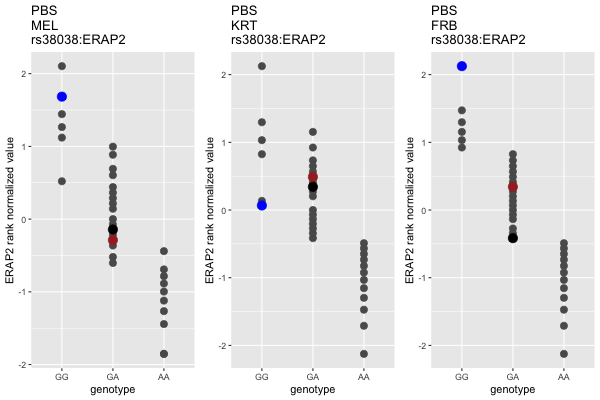 PBS
MEL
rs38038:ERAP2
PBS
KRT
rs38038:ERAP2
PBS
FRB
rs38038:ERAP2
ERAP2 rank normalized value
2
1
0
-1
-2
GG GA AA
genotype
ERAP2 rank normalized value
2
1
0
-1
-2
GG GA AA
genotype
ERAP2 rank normalized value
2
1
0
-1
-2
GG GA AA
genotype